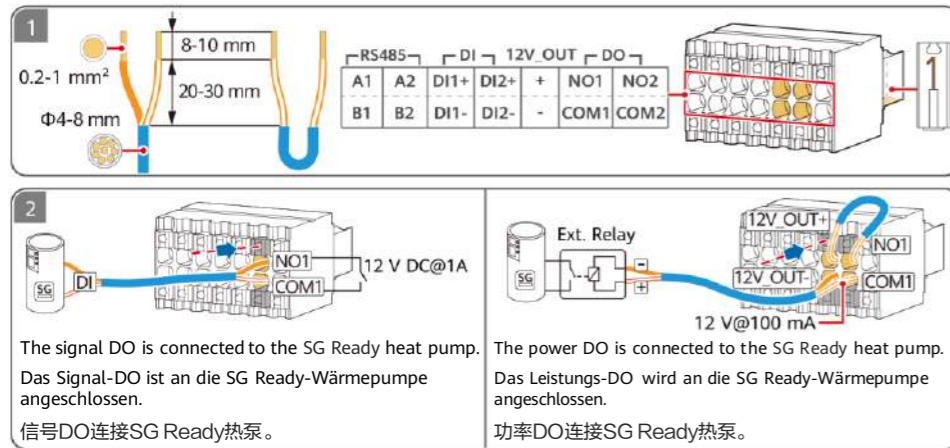 1
8-10 mm
0.2-1 mm²
20-30 mm
Φ4-8 mm
RS485 DI 12V_OUT DO
A1 A2 DI1+ DI2+ + NO1 NO2
B1 B2 DI1- DI2- - COM1 COM2
1
2
SG
DI
NO1
COM1
12 V DC@1A
The signal DO is connected to the SG Ready heat pump.
Das Signal-DO ist an die SG Ready-Wärmepumpe
angeschlossen.
信号DO连接SG Ready热泵。
Ext. Relay
SG
-
+
12V_OUT+
12V_OUT-
NO1
COM1
12 V@100 mA
The power DO is connected to the SG Ready heat pump.
Das Leistungs-DO wird an die SG Ready-Wärmepumpe
angeschlossen.
功率DO连接SG Ready热泵。